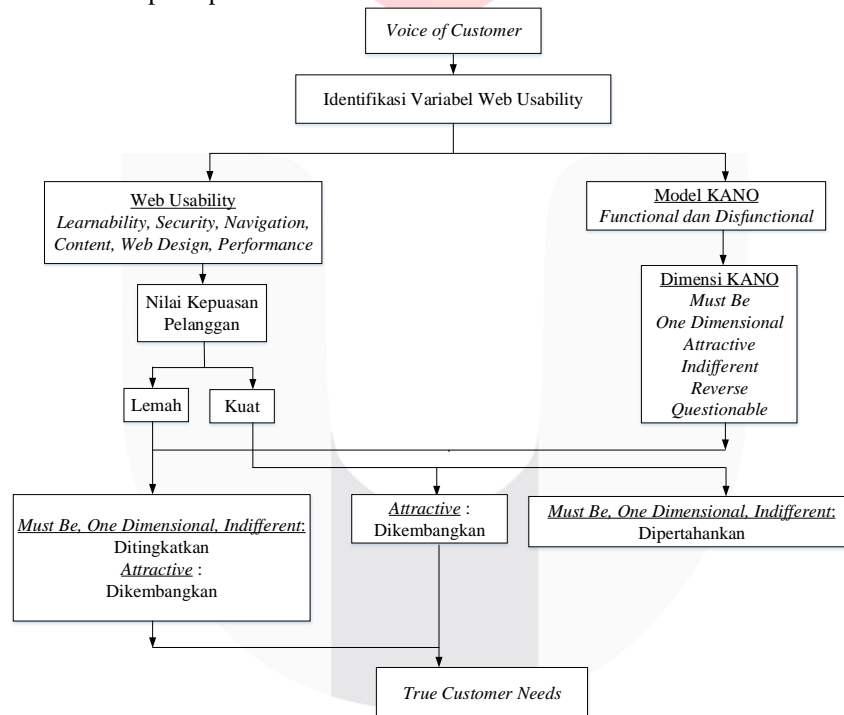 Voice of Customer
Identifikasi Variabel Web Usability
Web Usability
Learnability, Security, Navigation,
Content, Web Design, Performance
Model KANO
Functional dan Disfunctional
Nilai Kepuasan
Pelanggan
Dimensi KANO
Must Be
One Dimensional
Attractive
Indifferent
Reverse
Questionable
Lemah
Kuat
Must Be, One Dimensional, Indifferent:
Ditingkatkan
Attractive :
Dikembangkan
Attractive :
Dikembangkan
Must Be, One Dimensional, Indifferent:
Dipertahankan
True Customer Needs